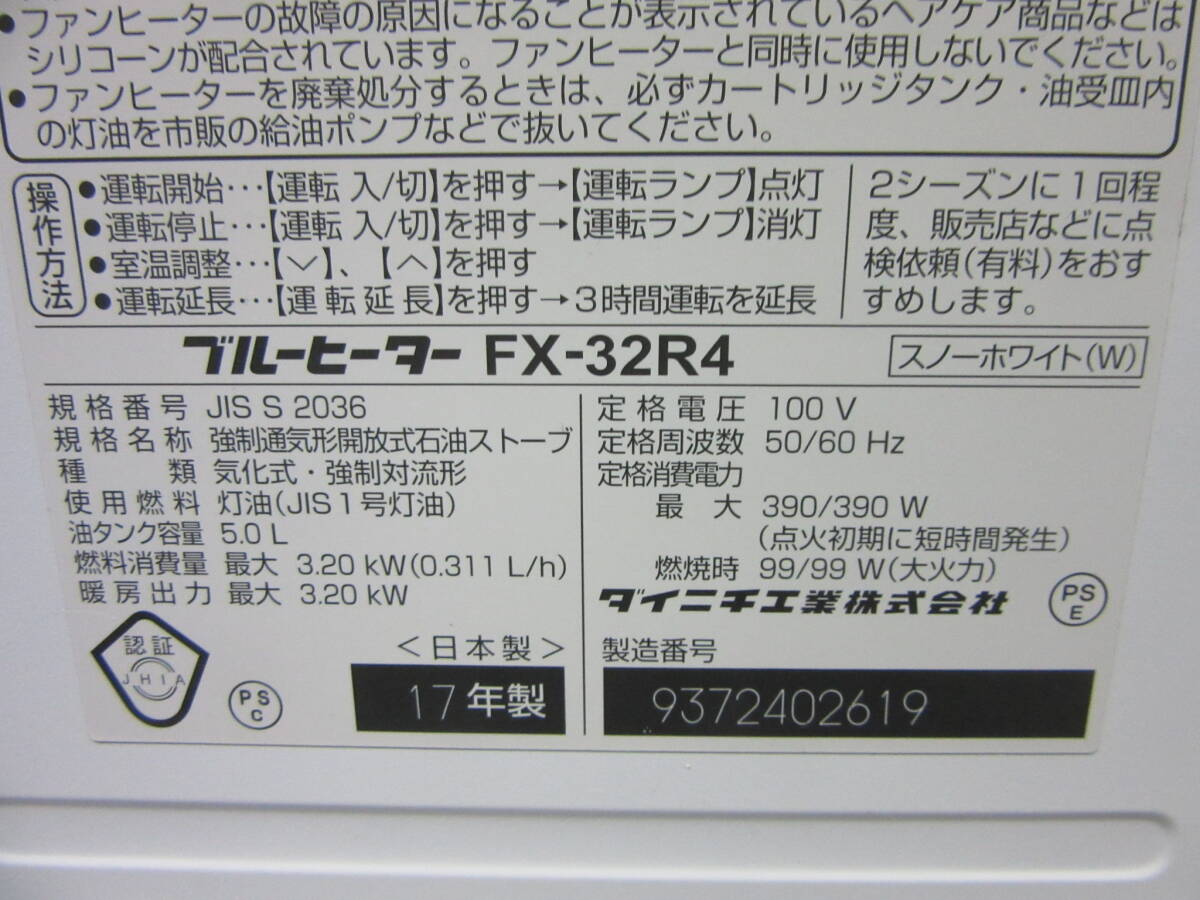 ●ファンヒーターの故障の原因になることが表示されているヘアケア商品などは
シリコーンが配合されています。ファンヒーターと同時に使用しないでください。
●ファンヒーターを廃棄処分するときは、必ずカートリッジタンク・油受皿内
の灯油を市販の給油ポンプなどで抜いてください。
操作方法
●運転開始…【運転 入/切】を押す→【運転ランプ】点灯
●運転停止…【運転 入/切】を押す→【運転ランプ】消灯
●室温調整…【∨】、【∧】を押す
●運転延長…【運転延長】を押す→3時間運転を延長
2シーズンに1回程
度、販売店などに点
検依頼(有料)をおす
すめします。
ブルーヒーター FX-32R4
スノーホワイト(W)
規格番号 JIS S 2036
規格名称 強制通気形開放式石油ストーブ
種類 気化式・強制対流形
使用燃料 灯油(JIS1号灯油)
油タンク容量 5.0 L
燃料消費量 最大 3.20 kW(0.311 L/h)
暖房出力 最大 3.20 kW
定格電圧 100 V
定格周波数 50/60 Hz
定格消費電力
最大 390/390 W
(点火初期に短時間発生)
燃焼時 99/99 W(大火力)
ダイニチ工業株式会社
PS
E
認証
JHIA
PS
C
<日本製>
17年製
製造番号
9372402619